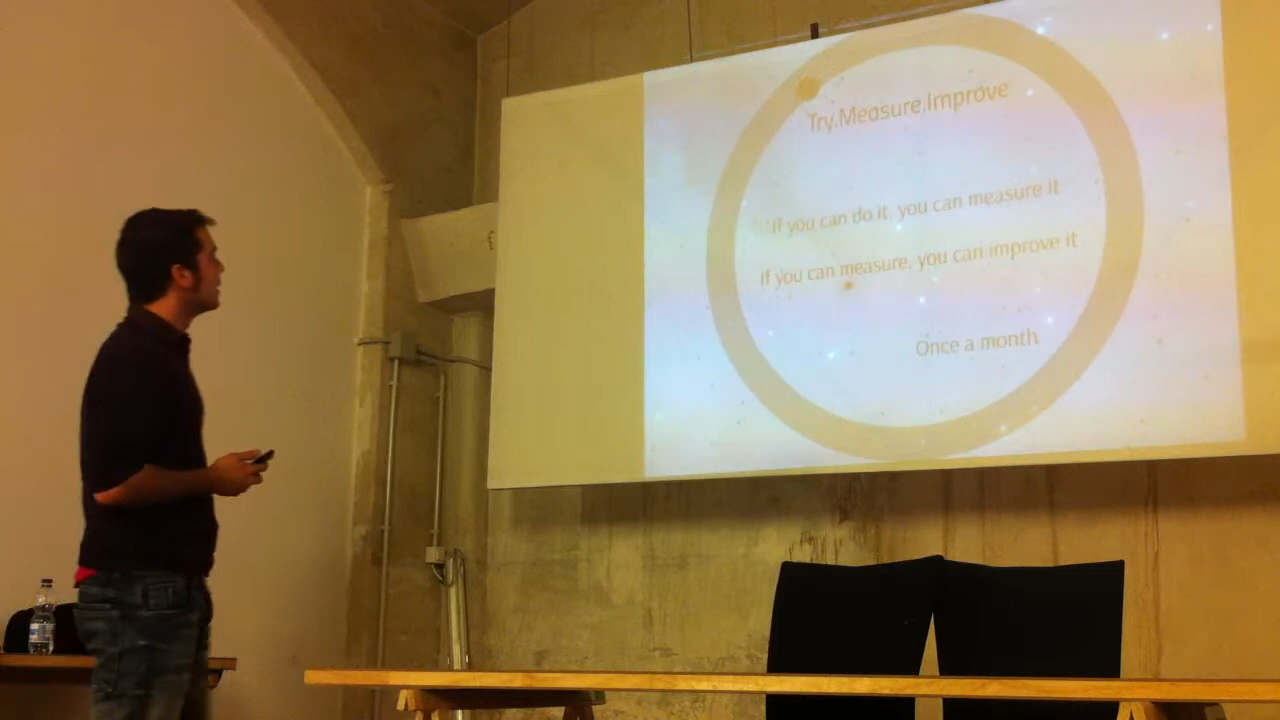 Try.Measure.Improve
If you can do it, you can measure it
If you can measure, you can improve it
Once a month